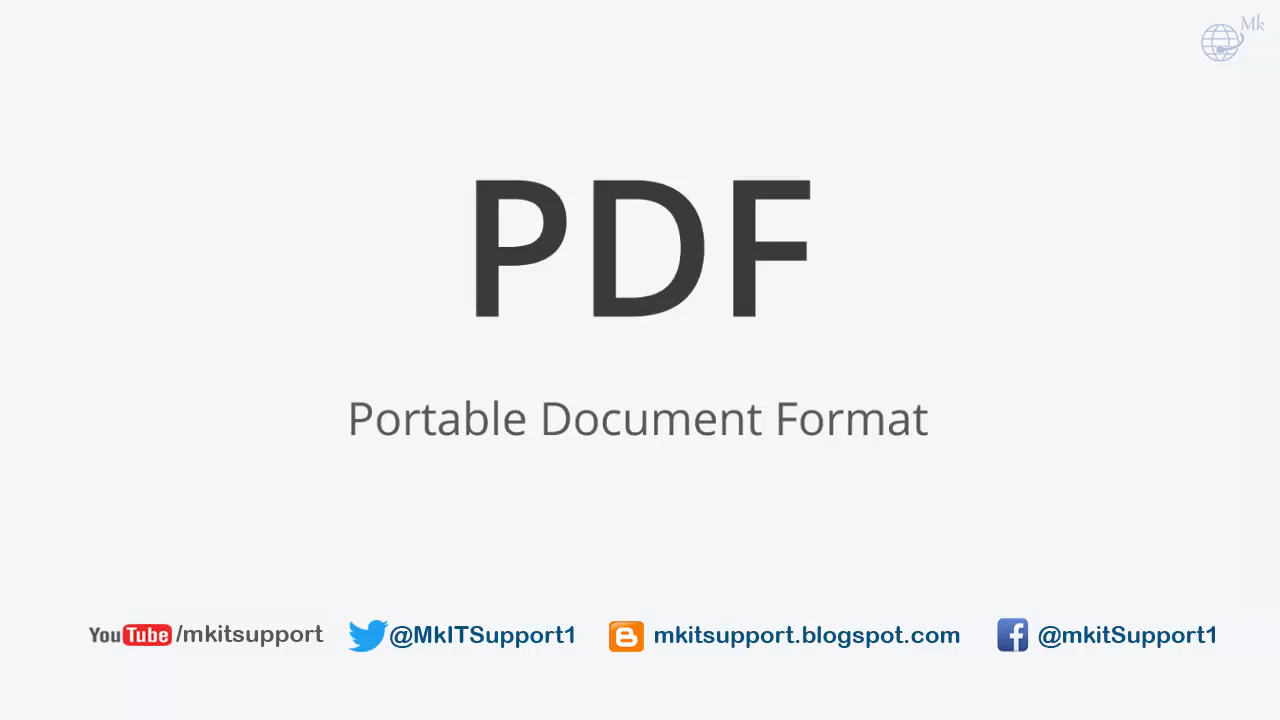 Mk
PDF
Portable Document Format
YouTube/mkitsupport @MkITSupport1 mkitsupport.blogspot.com @mkitSupport1